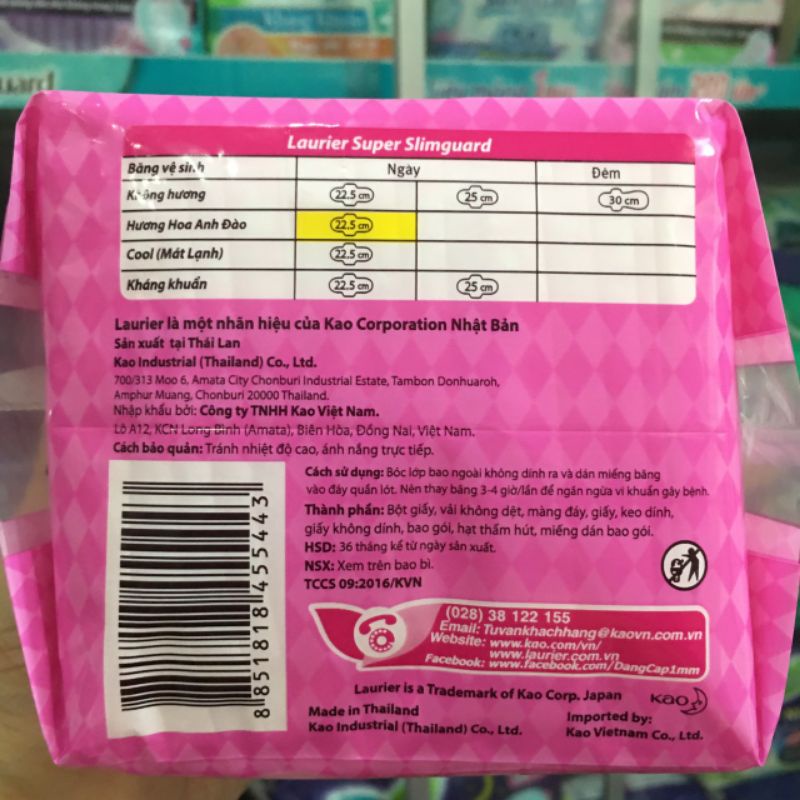 uard
Laurier Super Slimguard
Băng vệ sinh Ngày Đêm
Không hương 22.5 cm 25 cm 30 cm
Hương Hoa Anh Đào 22.5 cm
Cool (Mát Lạnh) 22.5 cm
Kháng khuẩn 22.5 cm 25 cm
Laurier là một nhãn hiệu của Kao Corporation Nhật Bản
Sản xuất tại Thái Lan
Kao Industrial (Thailand) Co., Ltd.
700/313 Moo 6, Amata City Chonburi Industrial Estate, Tambon Donhuaroh,
Amphur Muang, Chonburi 20000 Thailand.
Nhập khẩu bởi: Công ty TNHH Kao Việt Nam.
Lô A12, KCN Long Bình (Amata), Biên Hòa, Đồng Nai, Việt Nam.
Cách bảo quản: Tránh nhiệt độ cao, ánh nắng trực tiếp.
Cách sử dụng: Bóc lớp bao ngoài không dính ra và dán miếng băng
vào đáy quần lót. Nên thay băng 3-4 giờ/lần để ngăn ngừa vi khuẩn gây bệnh.
Thành phần: Bột giấy, vải không dệt, màng đáy, giấy, keo dính,
giấy không dính, bao gói, hạt thấm hút, miếng dán bao gói.
HSD: 36 tháng kể từ ngày sản xuất.
NSX: Xem trên bao bì.
TCCS 09:2016/KVN
8 851818 455443
(028) 38 122 155
Email: Tuvankhachhang@kaovn.com.vn
Website: www.kao.com/vn/
www.laurier.com.vn
Facebook: www.facebook.com/DangCap1mm
Laurier is a Trademark of Kao Corp. Japan
Kao
Made in Thailand
Kao Industrial (Thailand) Co., Ltd.
Imported by:
Kao Vietnam Co., Ltd.